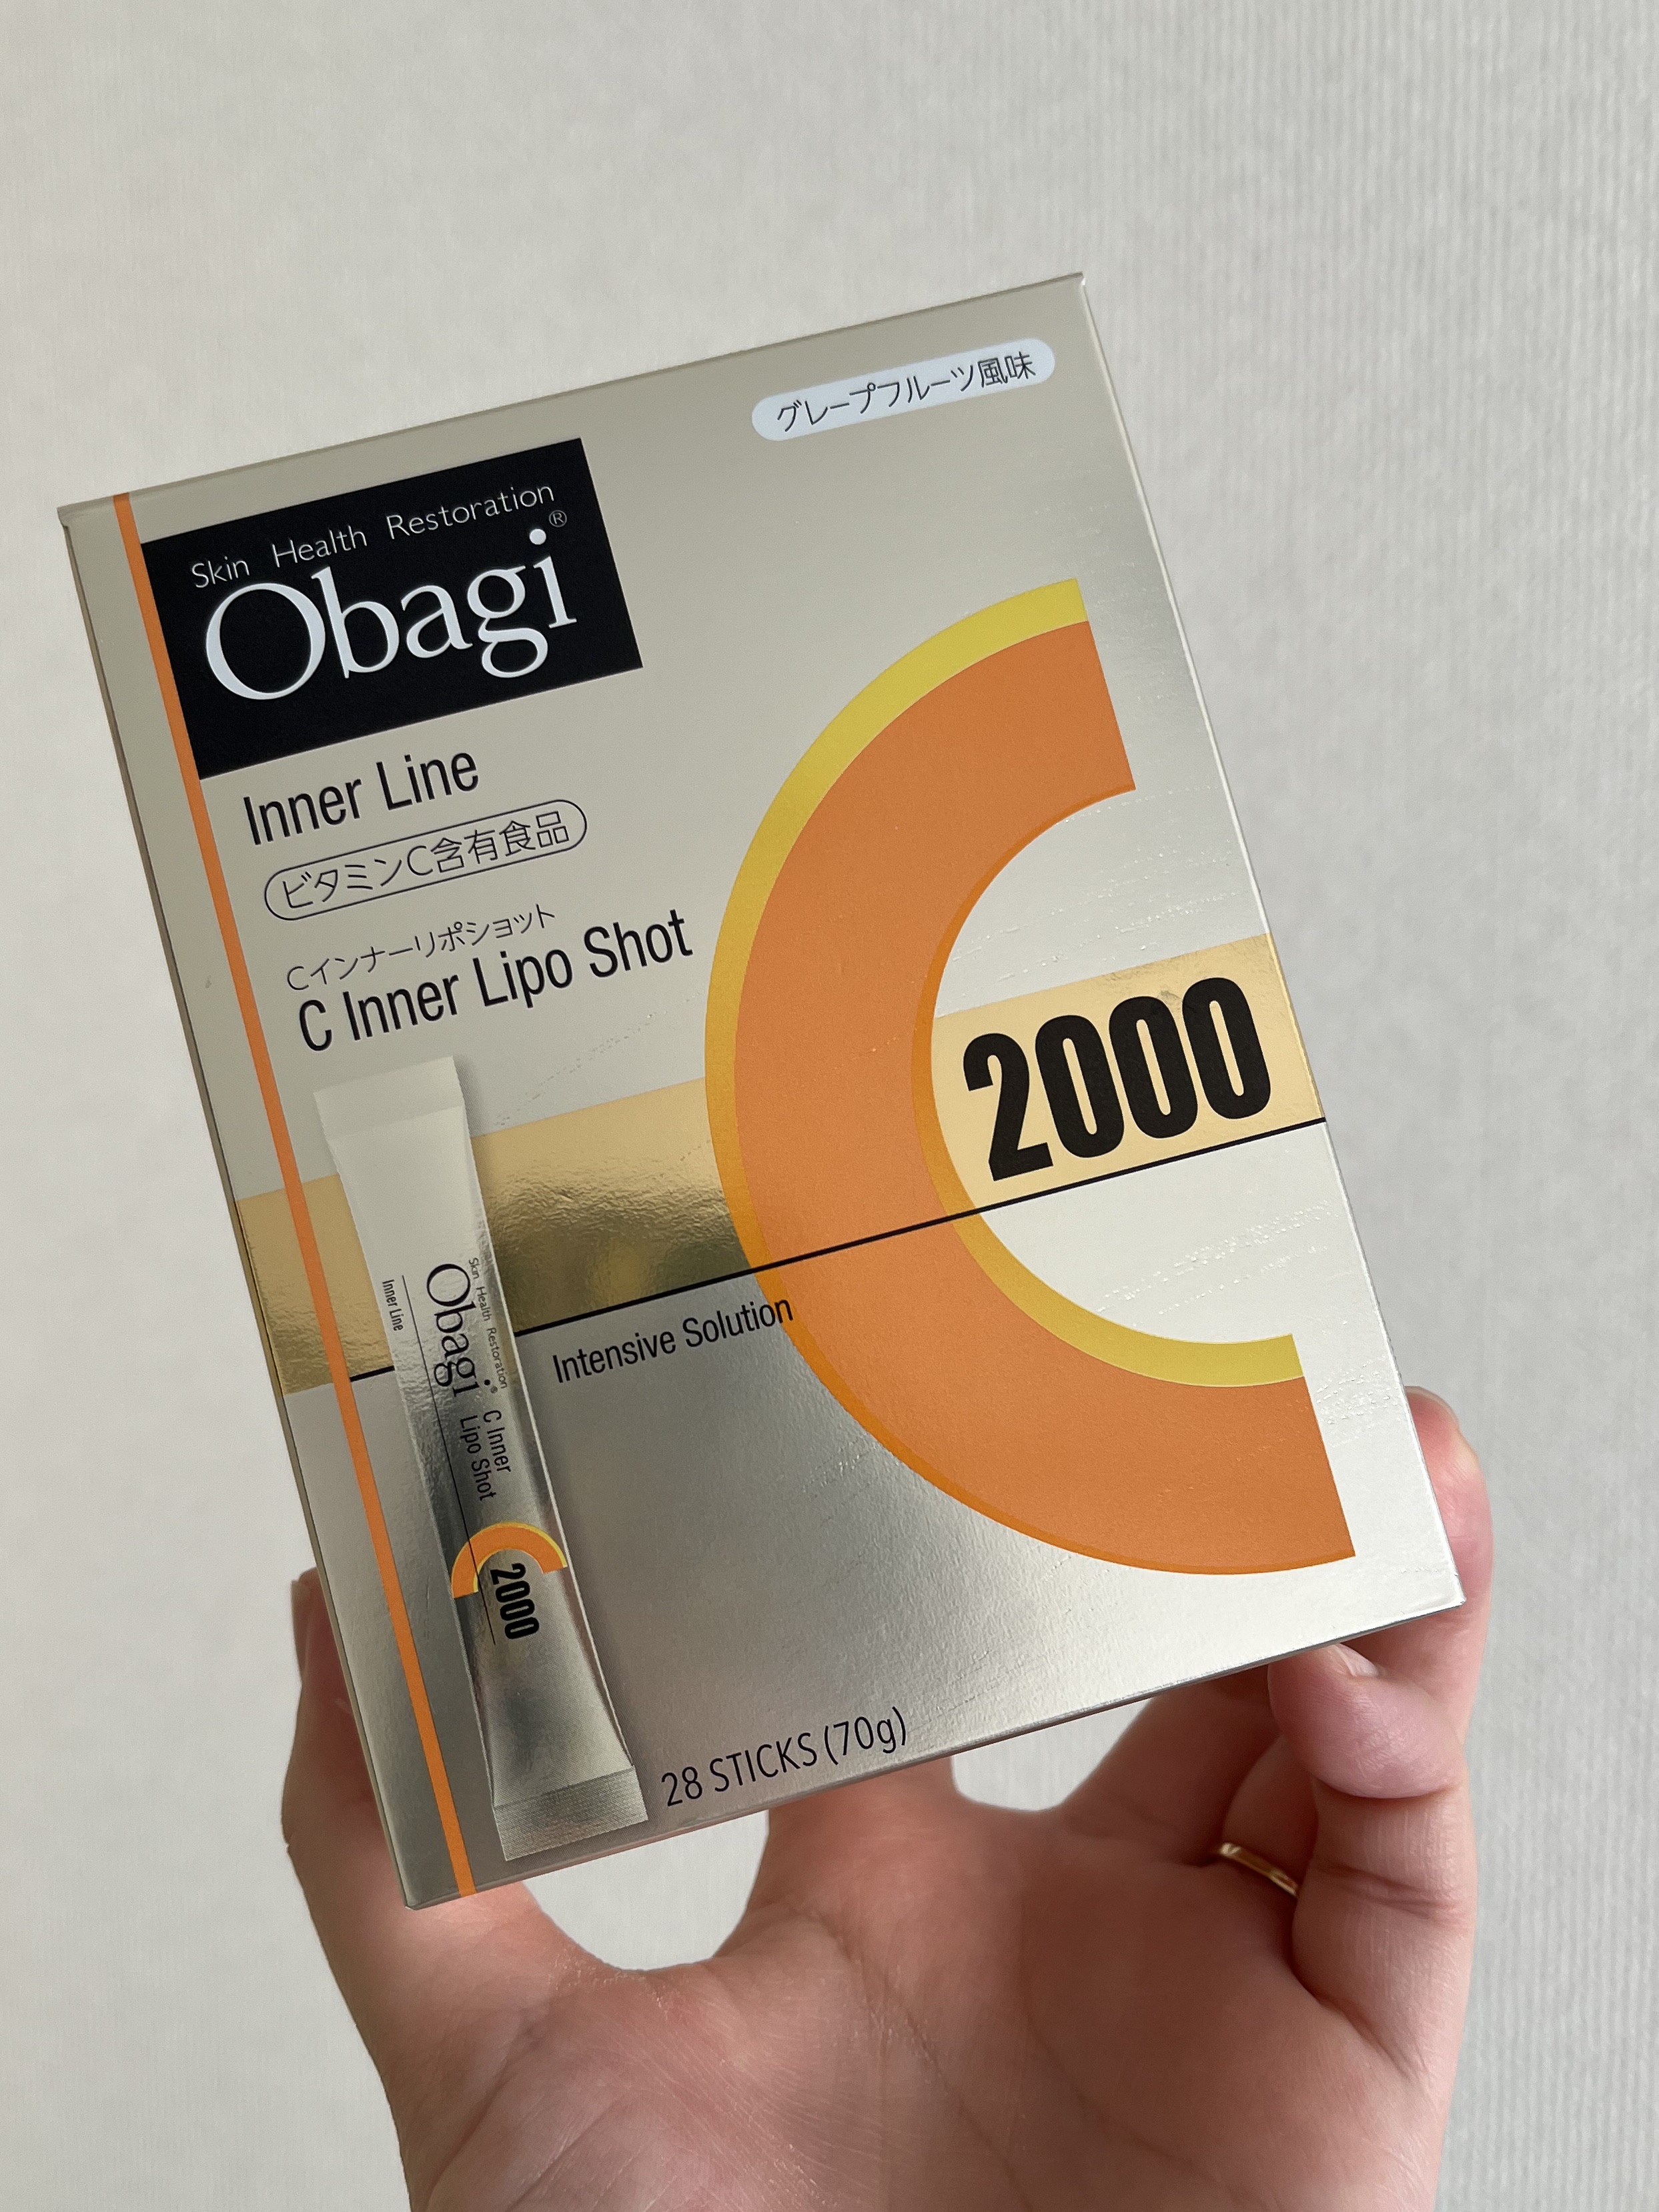 グレープフルーツ風味
Skin Health Restoration
Obagi®
Inner Line
ビタミンC含有食品
Cインナーリポショット
C Inner Lipo Shot
C
2000
Intensive Solution
Skin Health Restoration
Obagi®
Inner Line
C Inner
Lipo Shot
C
2000
28 STICKS (70g)